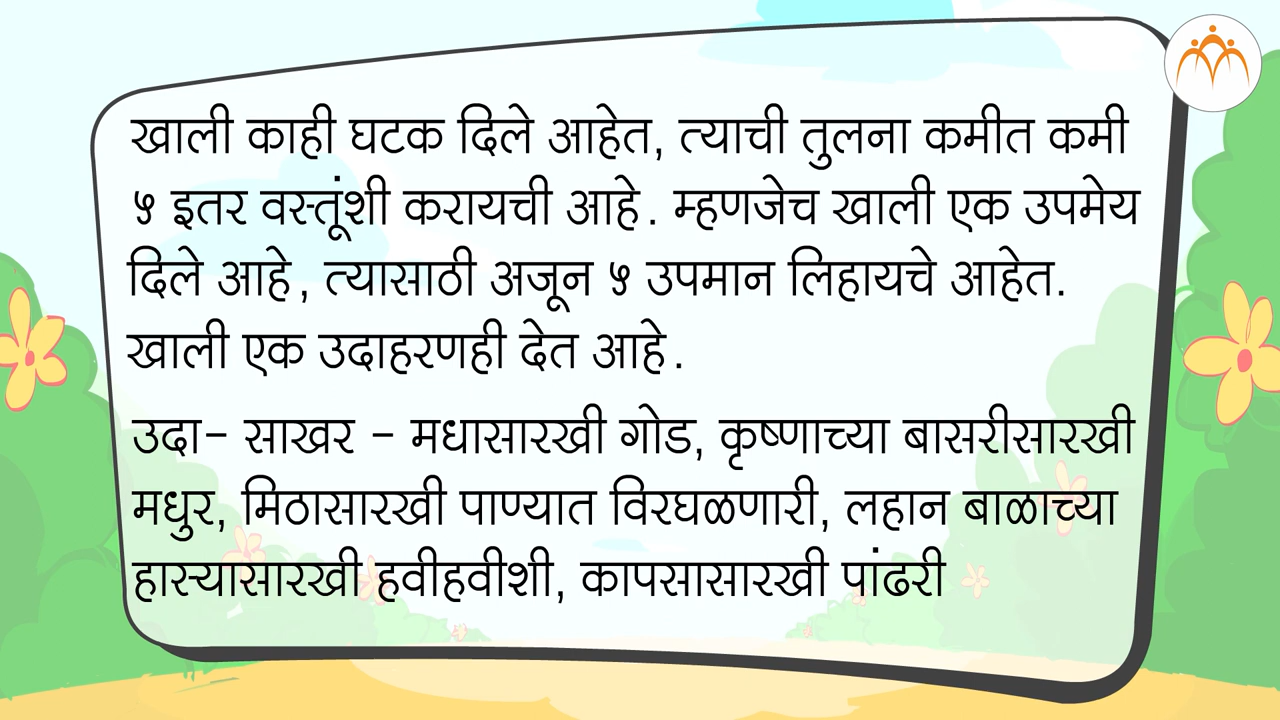 खाली काही घटक दिले आहेत, त्याची तुलना कमीत कमी
५ इतर वस्तूंशी करायची आहे. म्हणजेच खाली एक उपमेय
दिले आहे, त्यासाठी अजून ५ उपमान लिहायचे आहेत.
खाली एक उदाहरणही देत आहे.
उदा- साखर - मधासारखी गोड, कृष्णाच्या बासरीसारखी
मधुर, मिठासारखी पाण्यात विरघळणारी, लहान बाळाच्या
हास्यासारखी हवीहवीशी, कापसासारखी पांढरी